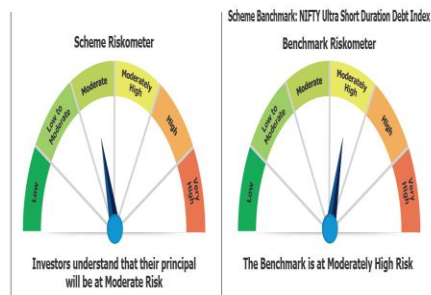 Scheme Riskometer
Low
Low to
Moderate
Moderate
Moderately
High
High
Very
High
Investors understand that their principal
will be at Moderate Risk
Scheme Banchmark: NIFTY Ultra Short Duration Debt Index
Benchmark Riskometer
Low
Low to
Moderate
Moderate
Moderately
High
High
Very
High
The Benchmark is at Moderately High Risk